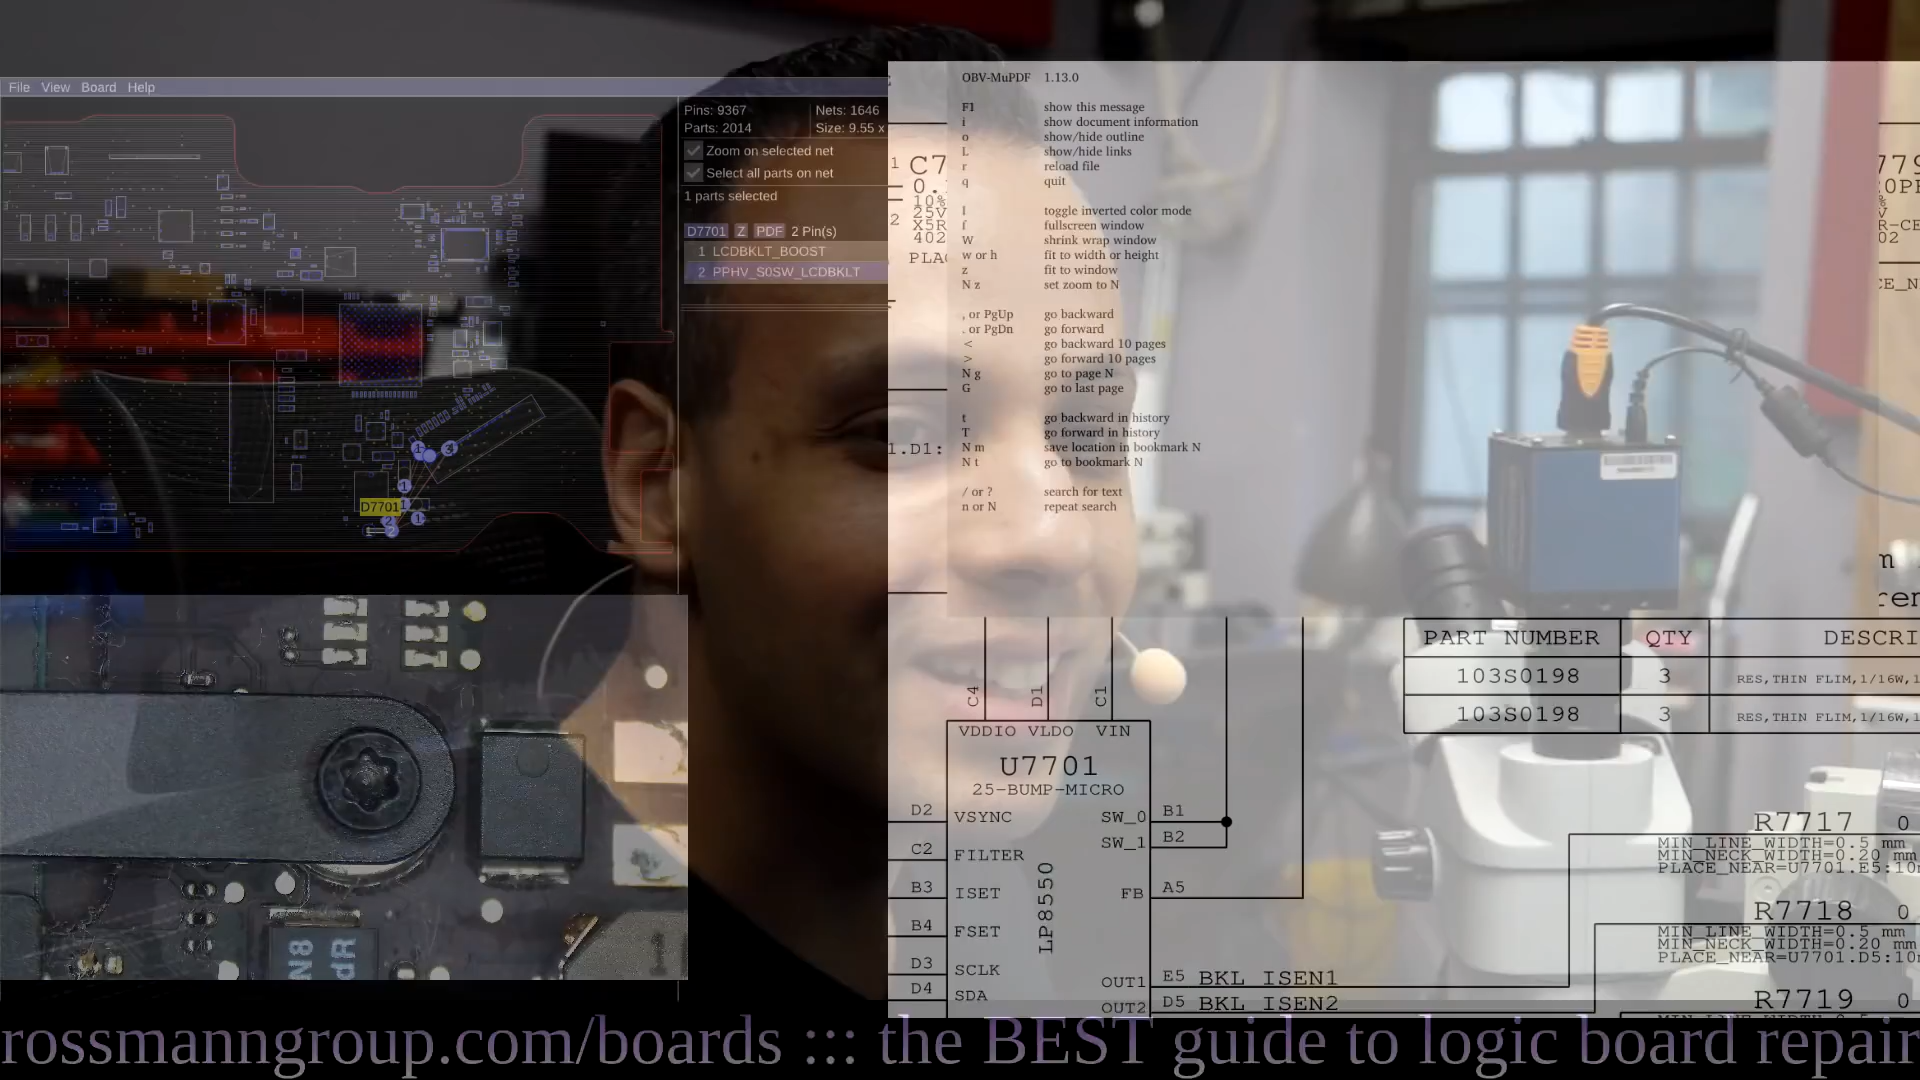 File View Board Help
Pins: 9367 Nets: 1646
Parts: 2014 Size: 9.55 x
Zoom on selected net
Select all parts on net
1 parts selected
D7701 Z PDF 2 Pin(s)
1 LCDBKLT_BOOST
2 PPHV_S0SW_LCDBKLT
D7701
OBV-MuPDF 1.13.0
F1 show this message
i show document information
o show/hide outline
L show/hide links
r reload file
q quit
I toggle inverted color mode
f fullscreen window
W shrink wrap window
w or h fit to width or height
z fit to window
N z set zoom to N
, or PgUp go backward
. or PgDn go forward
< go backward 10 pages
> go forward 10 pages
N g go to page N
G go to last page
t go backward in history
T go forward in history
N m save location in bookmark N
N t go to bookmark N
/ or ? search for text
n or N repeat search
1 C7
0.
10%
25V
2 X5R
402
PLA
1.D1:
C4 D1 C1
VDDIO VLDO VIN
U7701
25-BUMP-MICRO
LP8550
D2 VSYNC SW_0 B1
SW_1 B2
C2 FILTER
B3 ISET FB A5
B4 FSET
D3 SCLK
D4 SDA
OUT1 E5 BKL_ISEN1
OUT2 D5 BKL_ISEN2
PART NUMBER QTY DESCRI
103S0198 3 RES,THIN FLIM,1/16W,1
103S0198 3 RES,THIN FLIM,1/16W,1
R7717 0
MIN_LINE_WIDTH=0.5 mm
MIN_NECK_WIDTH=0.20 mm
PLACE_NEAR=U7701.E5:10
R7718 0
MIN_LINE_WIDTH=0.5 mm
MIN_NECK_WIDTH=0.20 mm
PLACE_NEAR=U7701.D5:10
R7719 0
rossmanngroup.com/boards ::: the BEST guide to logic board repair